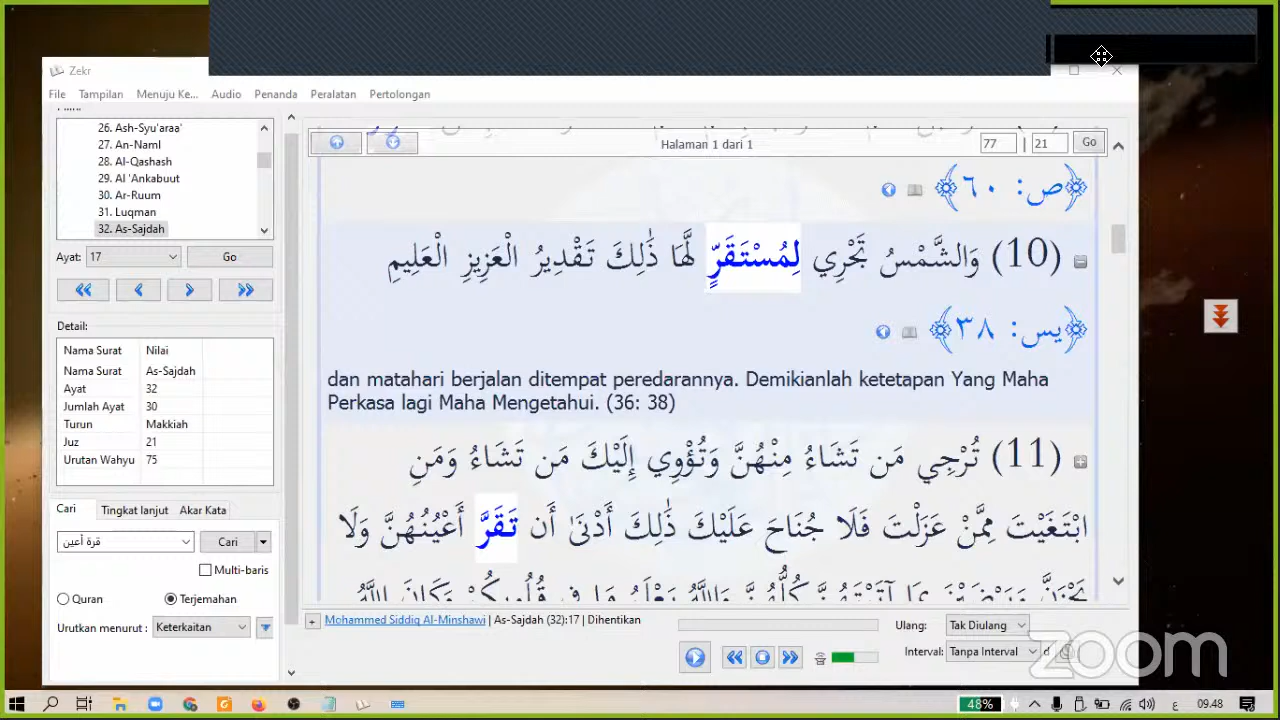 Zekr
File Tampilan Menuju Ke... Audio Penanda Peralatan Pertolongan
26. Ash-Syu'araa'
27. An-Naml
28. Al-Qashash
29. Al 'Ankabuut
30. Ar-Ruum
31. Luqman
32. As-Sajdah
Ayat: 17 Go
Detail:
Nama Surat Nilai
Nama Surat As-Sajdah
Ayat 32
Jumlah Ayat 30
Turun Makkiah
Juz 21
Urutan Wahyu 75
Cari Tingkat lanjut Akar Kata
قرة أعين Cari
Multi-baris
Quran Terjemahan
Urutkan menurut : Keterkaitan
Halaman 1 dari 1 77 | 21 Go
﴿ص: ٦٠﴾
(10) وَالشَّمْسُ تَجْرِي لِمُسْتَقَرٍّ لَّهَا ذَٰلِكَ تَقْدِيرُ الْعَزِيزِ الْعَلِيمِ
﴿يس: ٣٨﴾
dan matahari berjalan ditempat peredarannya. Demikianlah ketetapan Yang Maha
Perkasa lagi Maha Mengetahui. (36: 38)
(11) تُرْجِي مَن تَشَاءُ مِنْهُنَّ وَتُؤْوِي إِلَيْكَ مَن تَشَاءُ وَمَنِ
ابْتَغَيْتَ مِمَّنْ عَزَلْتَ فَلَا جُنَاحَ عَلَيْكَ ذَٰلِكَ أَدْنَىٰ أَن تَقَرَّ أَعْيُنُهُنَّ وَلَا
Mohammed Siddiq Al-Minshawi | As-Sajdah (32):17 | Dihentikan
Ulang: Tak Diulang
Interval: Tanpa Interval d
zoom
48% ع 09.48